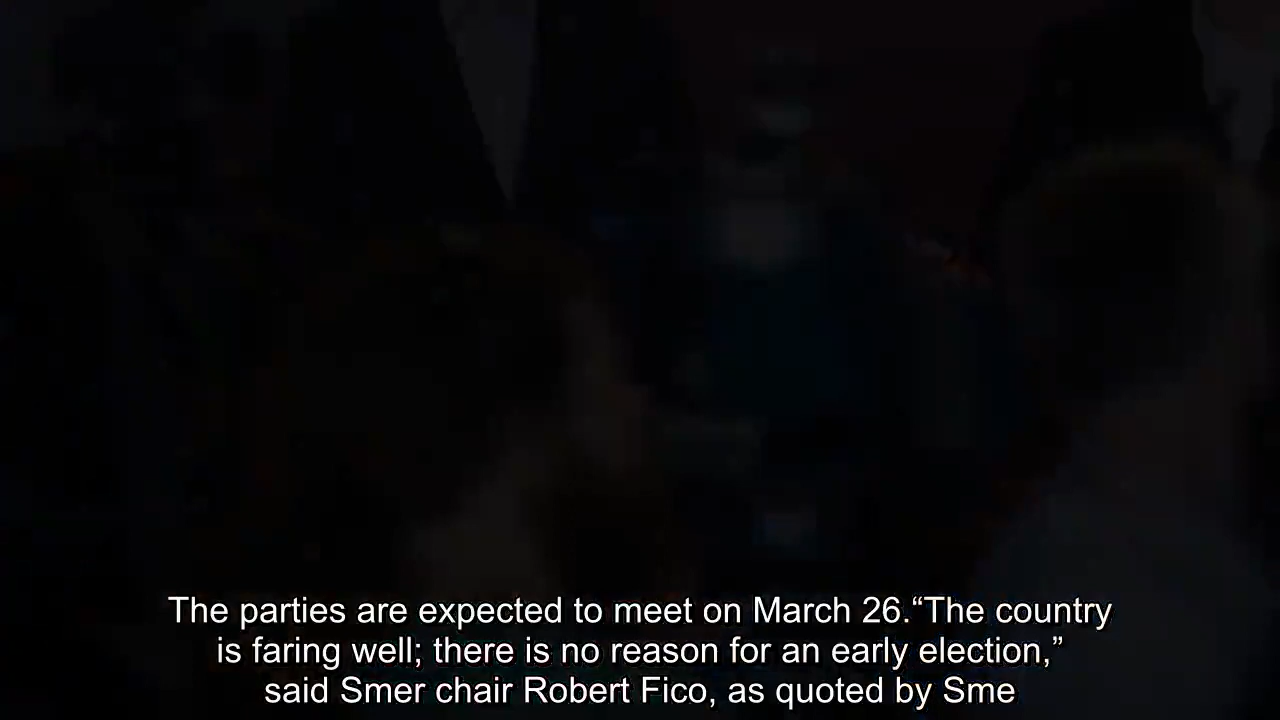 The parties are expected to meet on March 26.“The country
is faring well; there is no reason for an early election,”
said Smer chair Robert Fico, as quoted by Sme